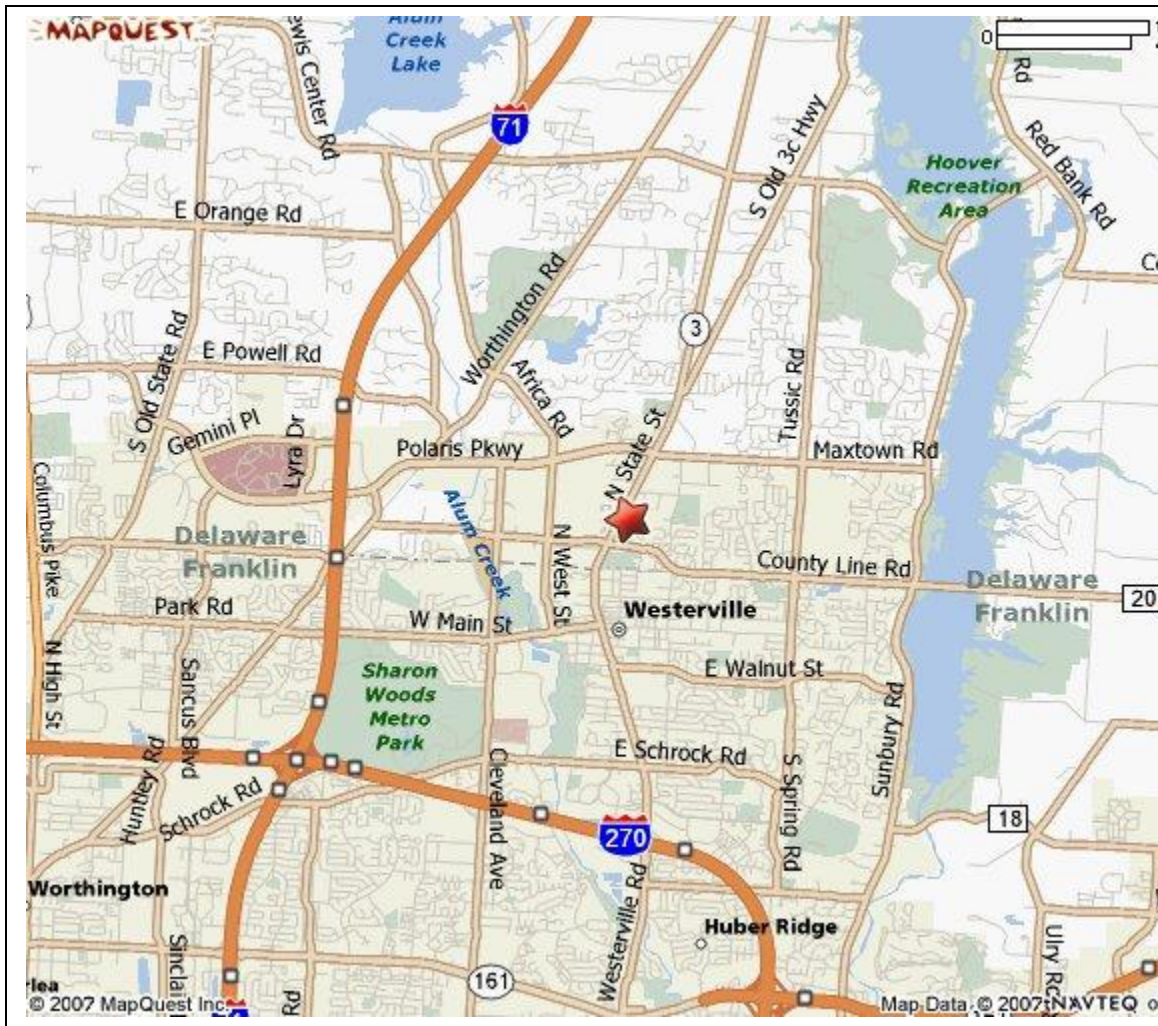 MAPQUEST
Alum
Creek
Lake
0
Lewis Center Rd
71
S Old 3c Hwy
Rd
Red Bank Rd
Hoover
Recreation
Area
E Orange Rd
Worthington Rd
3
S Old State Rd
E Powell Rd
Africa Rd
Tussic Rd
Gemini Pl
Lyra Dr
Polaris Pkwy
N State St
Maxtown Rd
Columbus Pike
Alum Creek
Delaware
Franklin
N West St
County Line Rd
Delaware
Franklin
Park Rd
W Main St
Westerville
20
N High St
Sancus Blvd
Sharon
Woods
Metro
Park
E Walnut St
Sunbury Rd
E Schrock Rd
Huntley Rd
Schrock Rd
Cleveland Ave
S Spring Rd
18
270
Worthington
Westerville Rd
Huber Ridge
Sinclai
Rd
161
Ulry Rd
rlea
© 2007 MapQuest Inc.
Map Data © 2007 NAVTEQ o